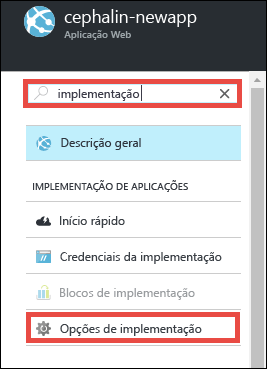 cephalin-newapp
Aplicação Web
implementação
Descrição geral
IMPLEMENTAÇÃO DE APLICAÇÕES
Início rápido
Credenciais da implementação
Blocos de implementação
Opções de implementação